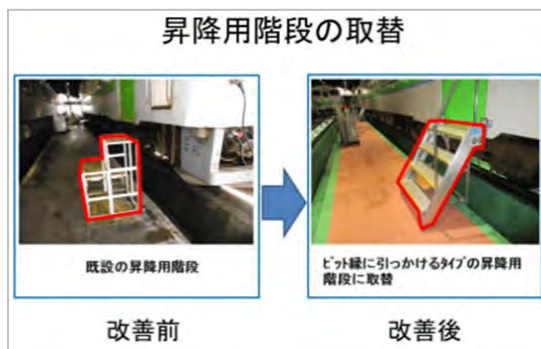 昇降用階段の取替
既設の昇降用階段
ﾋﾟｯﾄ縁に引っかけるﾀｲﾌﾟの昇降用
階段に取替
改善前
改善後